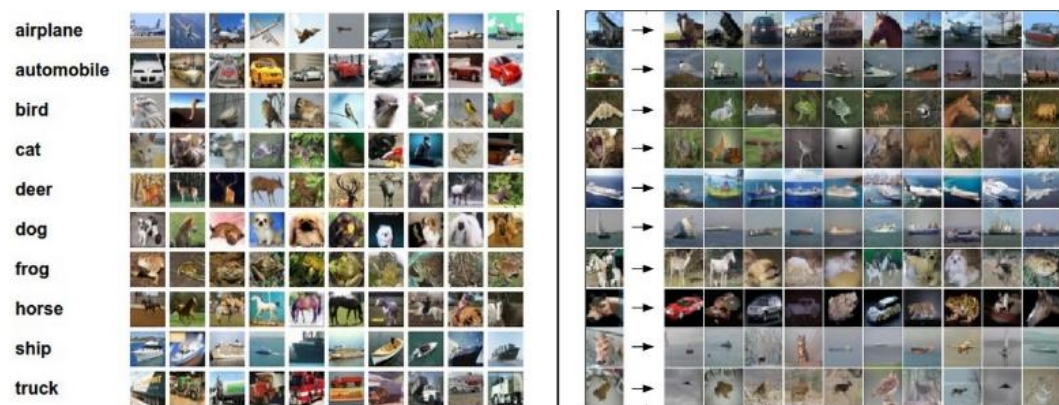 airplane
automobile
bird
cat
deer
dog
frog
horse
ship
truck